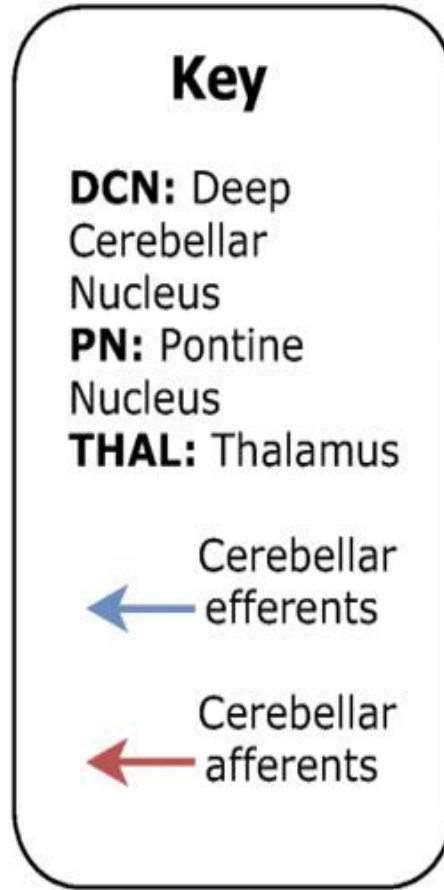 Key
DCN: Deep
Cerebellar
Nucleus
PN: Pontine
Nucleus
THAL: Thalamus
Cerebellar
efferents
Cerebellar
afferents